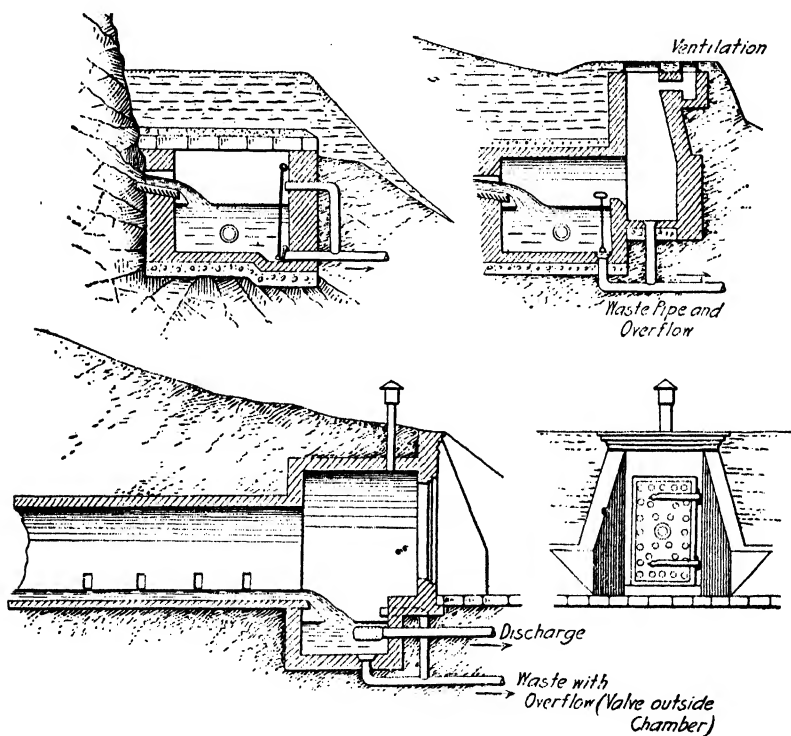 Ventilation
Waste Pipe and
Overflow
Discharge
Waste with
Overflow (Valve outside
Chamber)